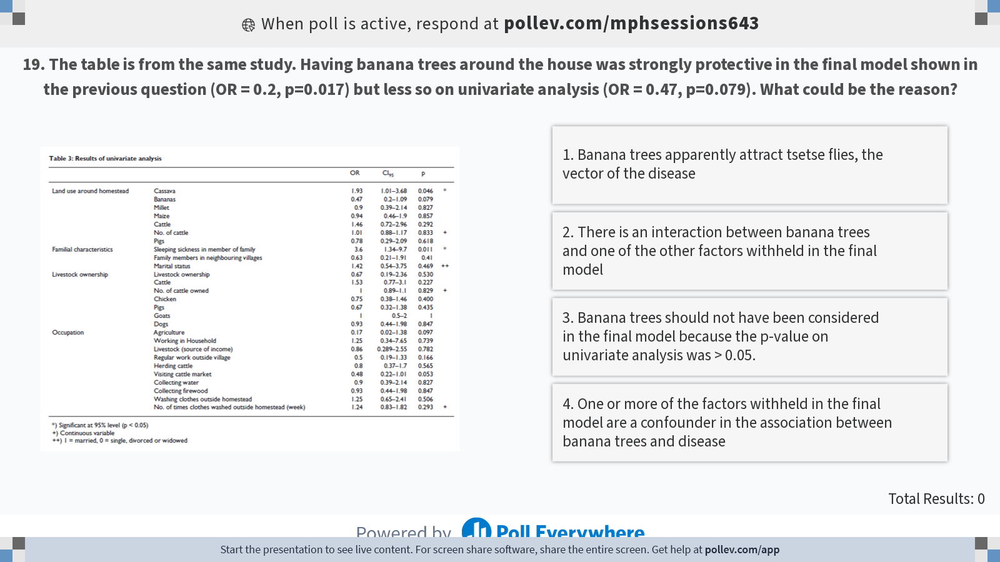 When poll is active, respond at pollev.com/mphsessions643
19. The table is from the same study. Having banana trees around the house was strongly protective in the final model shown in
the previous question (OR = 0.2, p=0.017) but less so on univariate analysis (OR = 0.47, p=0.079). What could be the reason?
Table 3: Results of univariate analysis
OR CI95 p
Land use around homestead Cassava 1.93 1.01–3.68 0.046 *
Bananas 0.47 0.2–1.09 0.079
Millet 0.9 0.39–2.14 0.827
Maize 0.94 0.46–1.9 0.857
Cattle 1.46 0.72–2.96 0.292
No. of cattle 1.01 0.88–1.17 0.833 +
Pigs 0.78 0.29–2.09 0.618
Familial characteristics Sleeping sickness in member of family 3.6 1.34–9.7 0.011 *
Family members in neighbouring villages 0.63 0.21–1.91 0.41
Marital status 1.42 0.54–3.75 0.469 ++
Livestock ownership Livestock ownership 0.67 0.19–2.36 0.530
Cattle 1.53 0.77–3.1 0.227
No. of cattle owned 1 0.89–1.1 0.829 +
Chicken 0.75 0.38–1.46 0.400
Pigs 0.67 0.32–1.38 0.435
Goats 1 0.5–2 1
Dogs 0.93 0.44–1.98 0.847
Occupation Agriculture 0.17 0.02–1.38 0.097
Working in Household 1.25 0.34–7.65 0.739
Livestock (source of income) 0.86 0.289–2.55 0.782
Regular work outside village 0.5 0.19–1.33 0.166
Herding cattle 0.8 0.37–1.7 0.565
Visiting cattle market 0.48 0.22–1.01 0.053
Collecting water 0.9 0.39–2.14 0.827
Collecting firewood 0.93 0.44–1.98 0.847
Washing clothes outside homestead 1.25 0.65–2.41 0.506
No. of times clothes washed outside homestead (week) 1.24 0.83–1.82 0.293 +
*) Significant at 95% level (p < 0.05)
+) Continuous variable
++) 1 = married, 0 = single, divorced or widowed
1. Banana trees apparently attract tsetse flies, the
vector of the disease
2. There is an interaction between banana trees
and one of the other factors withheld in the final
model
3. Banana trees should not have been considered
in the final model because the p-value on
univariate analysis was > 0.05.
4. One or more of the factors withheld in the final
model are a confounder in the association between
banana trees and disease
Total Results: 0
Powered by Poll Everywhere
Start the presentation to see live content. For screen share software, share the entire screen. Get help at pollev.com/app